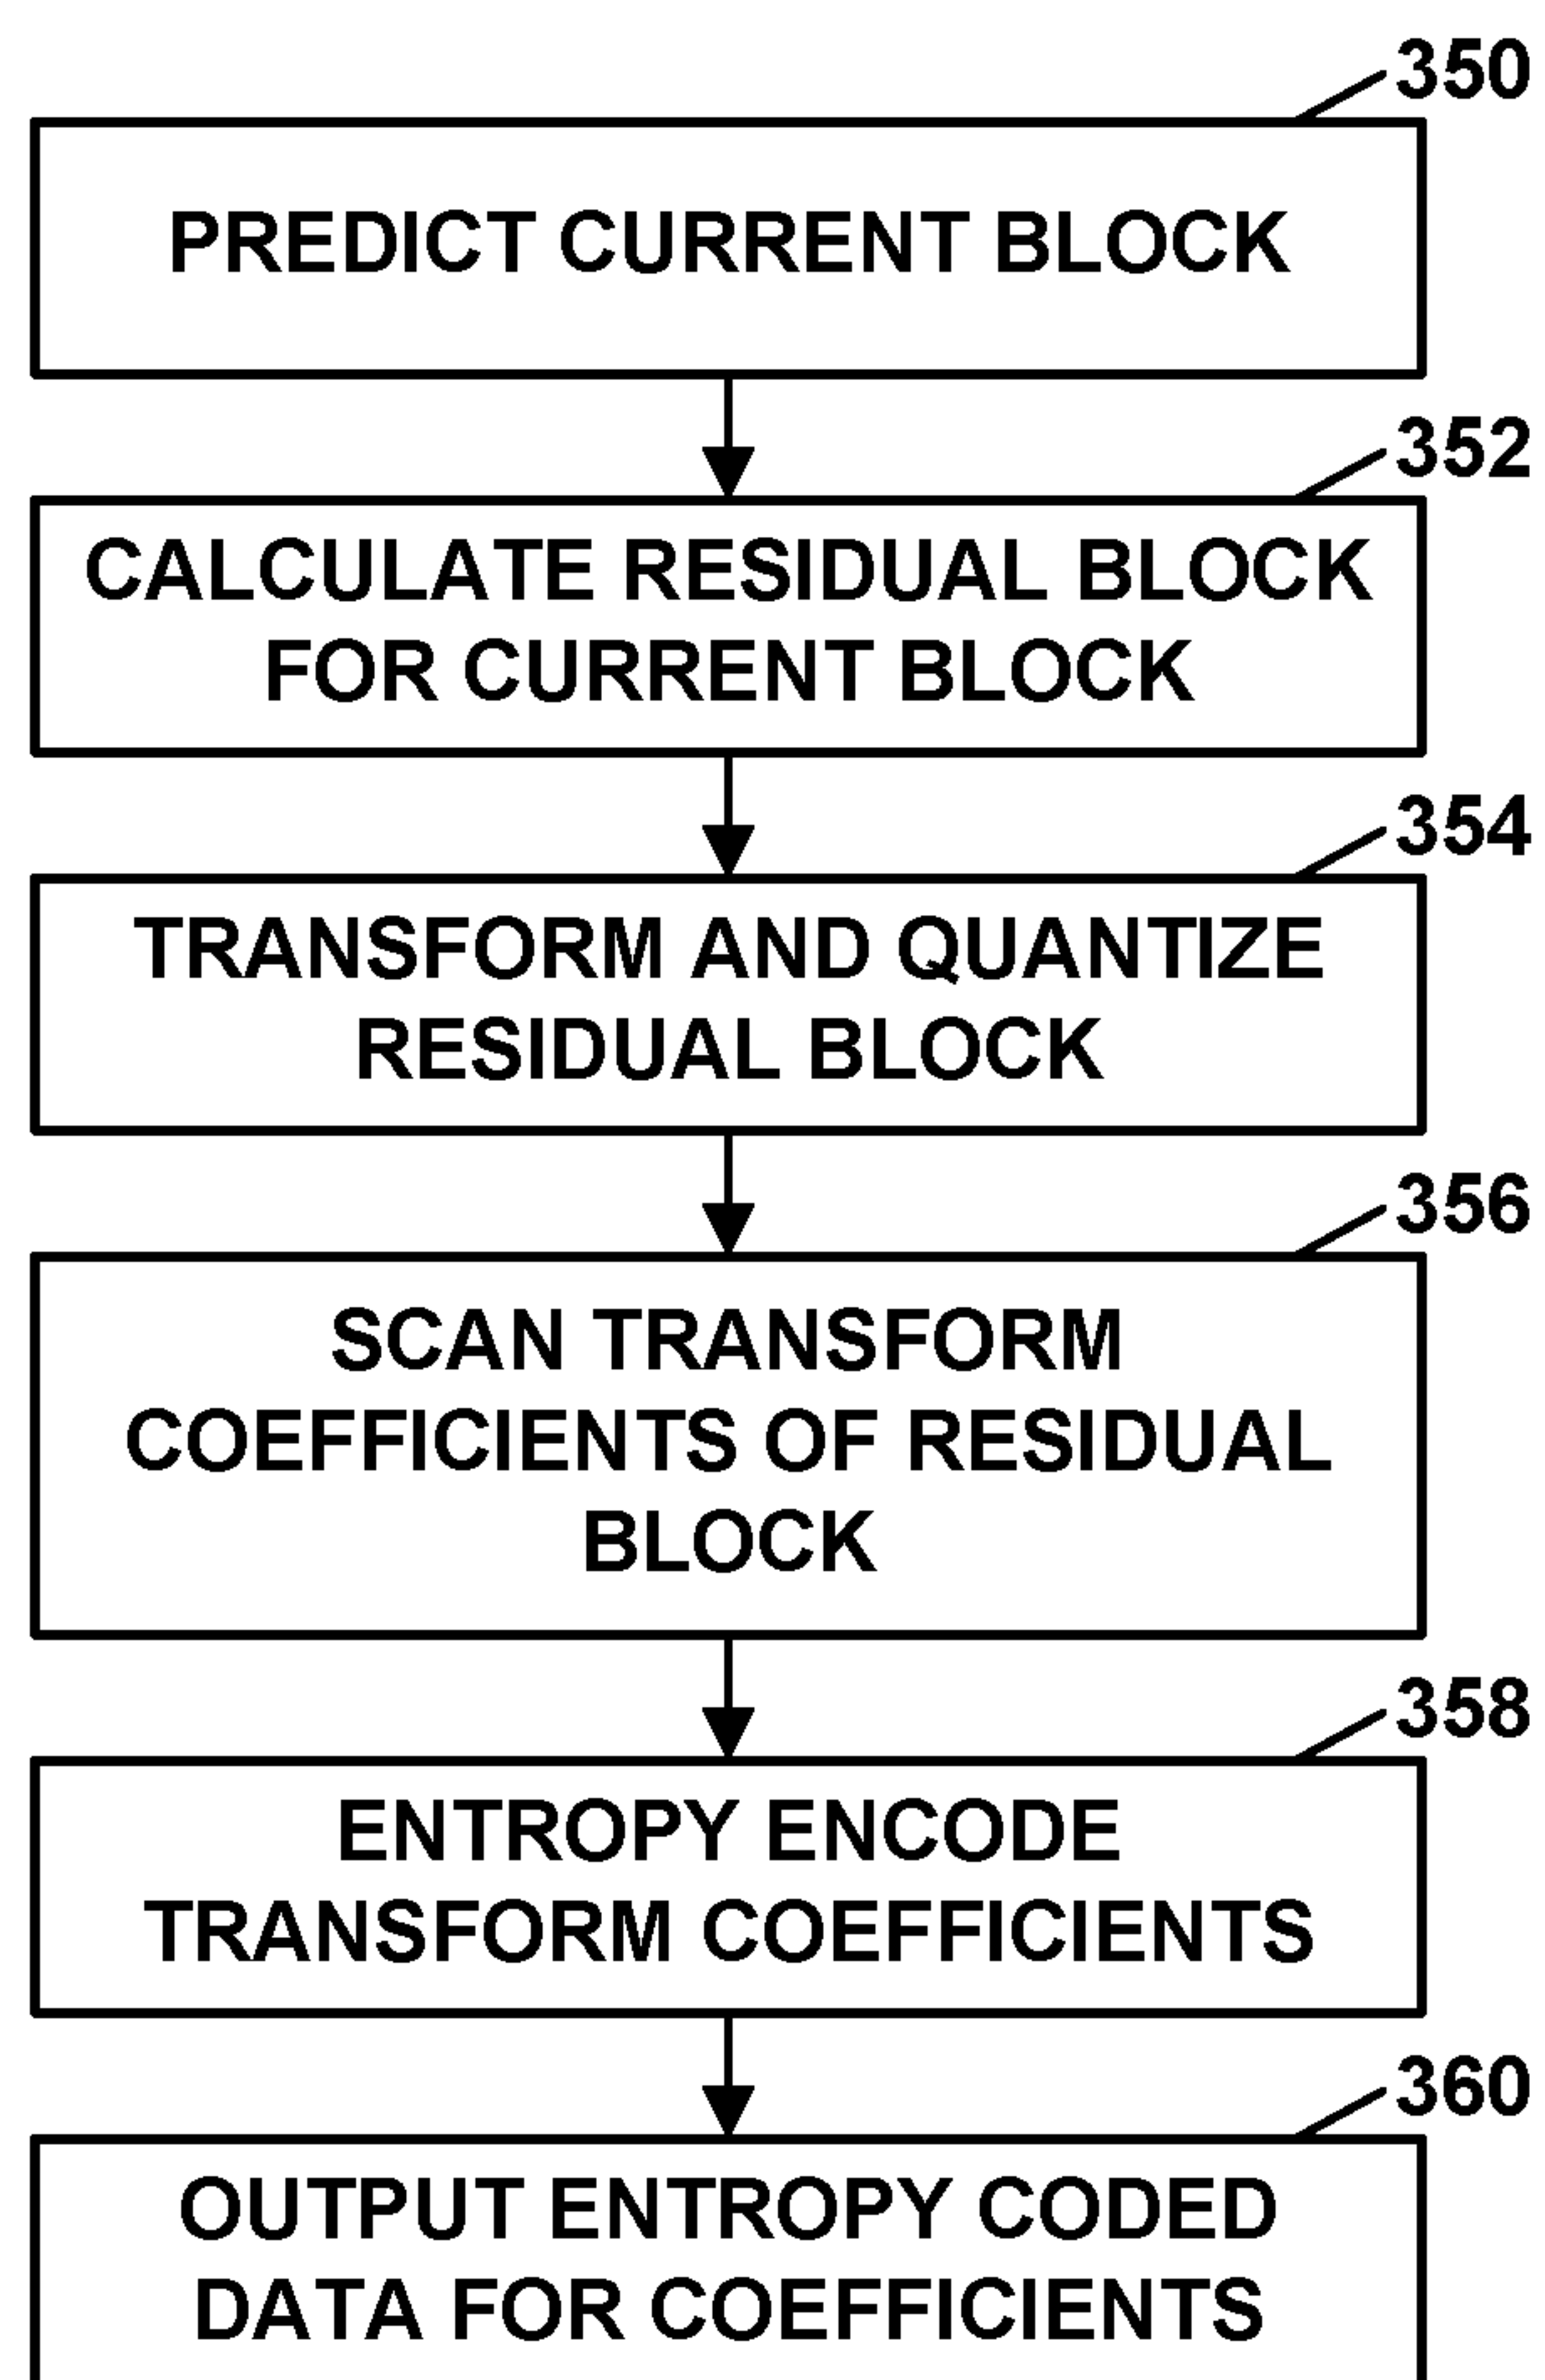 350
PREDICT CURRENT BLOCK
352
CALCULATE RESIDUAL BLOCK
FOR CURRENT BLOCK
354
TRANSFORM AND QUANTIZE
RESIDUAL BLOCK
356
SCAN TRANSFORM
COEFFICIENTS OF RESIDUAL
BLOCK
358
ENTROPY ENCODE
TRANSFORM COEFFICIENTS
360
OUTPUT ENTROPY CODED
DATA FOR COEFFICIENTS